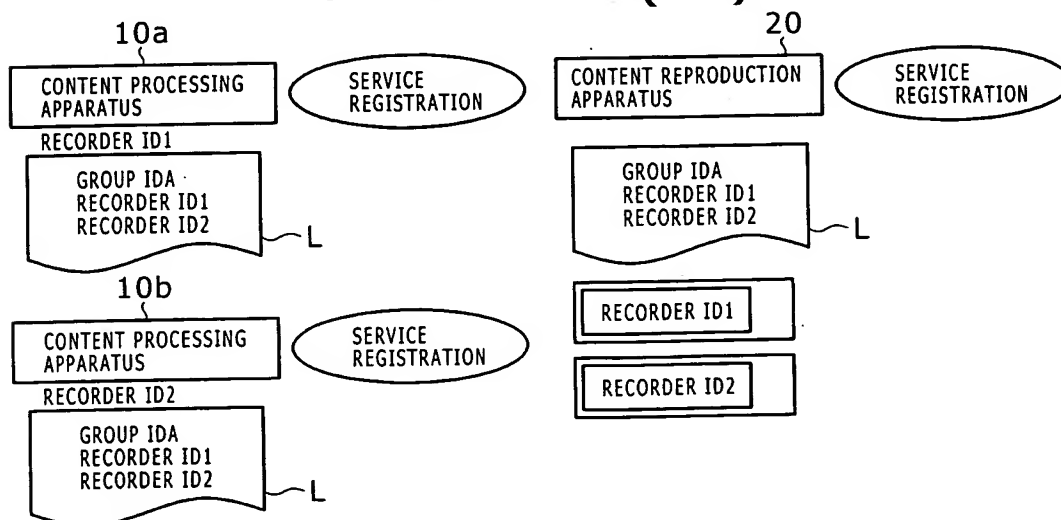 10a
CONTENT PROCESSING
APPARATUS
SERVICE
REGISTRATION
RECORDER ID1
GROUP IDA
RECORDER ID1
RECORDER ID2
L
10b
CONTENT PROCESSING
APPARATUS
SERVICE
REGISTRATION
RECORDER ID2
GROUP IDA
RECORDER ID1
RECORDER ID2
L
20
CONTENT REPRODUCTION
APPARATUS
SERVICE
REGISTRATION
GROUP IDA
RECORDER ID1
RECORDER ID2
L
RECORDER ID1
RECORDER ID2